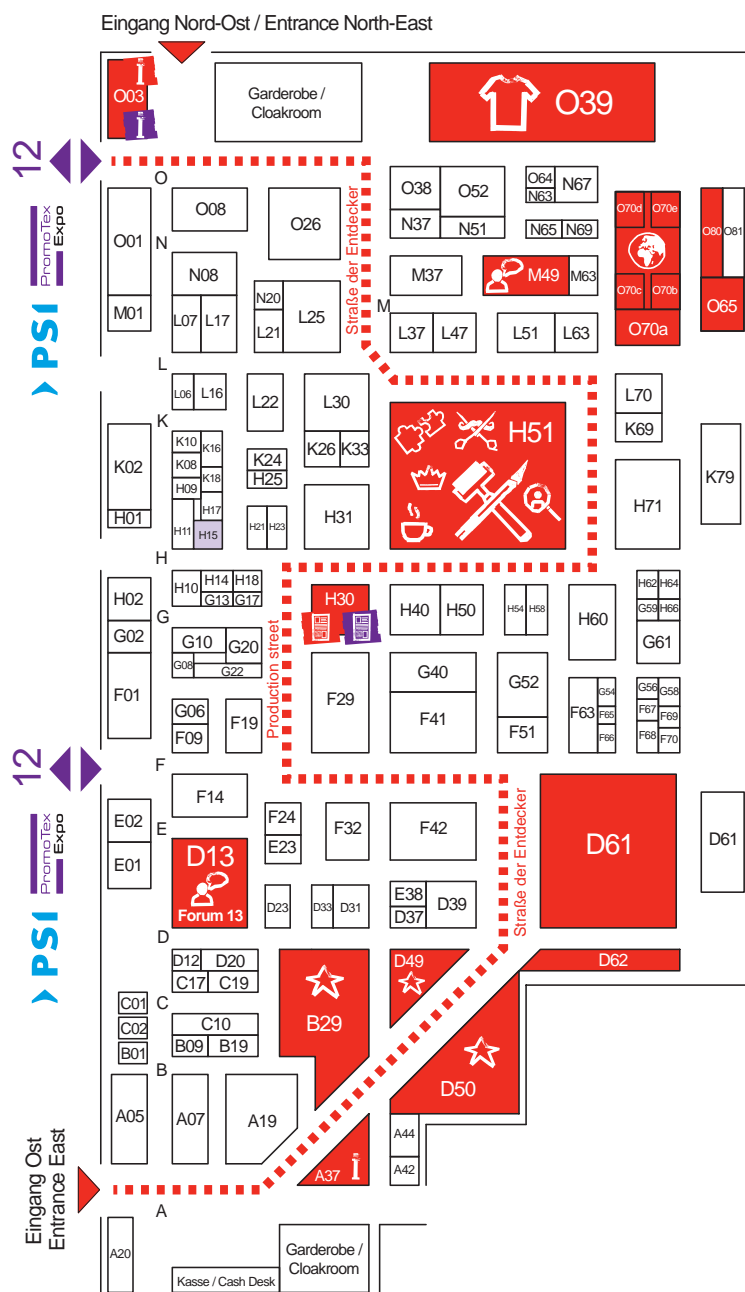 Eingang Nord-Ost / Entrance North-East
O03
Garderobe /
Cloakroom
O39
12
PromoTex
Expo
PSI
O
O01
M01
O08
O26
N
N08
L07
L17
N20
L21
L25
Straße der Entdecker
O38
O52
N37
N51
O64
N63
N67
N65
N69
M37
M49
M63
M
L37
L47
L51
L63
O70d
O70e
O70c
O70b
O70a
O80
O81
O65
L
L06
L16
L22
L30
K26
K33
L70
K69
K
K02
H01
K10
K08
H09
H11
K16
K18
H17
H15
K24
H25
H21
H23
H31
H51
H71
K79
H
H02
G02
F01
H10
H14
H18
G13
G17
G
G10
G20
G08
G22
G06
F09
F19
Production street
H30
F29
H40
H50
G40
F41
H54
H58
G52
F51
H60
F63
G54
F65
F66
H62
H64
G59
H66
G61
G56
G58
F67
F69
F68
F70
12
PromoTex
Expo
PSI
F
F14
E02
E01
E
F24
E23
F32
F42
D13
Forum 13
D23
D33
D31
E38
D37
D39
Straße der Entdecker
D61
D61
D
D12
D20
C17
C19
B29
D49
D62
C01
C02
B01
C
C10
B09
B19
D50
B
A05
A07
A19
A37
A44
A42
Eingang Ost
Entrance East
A
A20
Kasse / Cash Desk
Garderobe /
Cloakroom